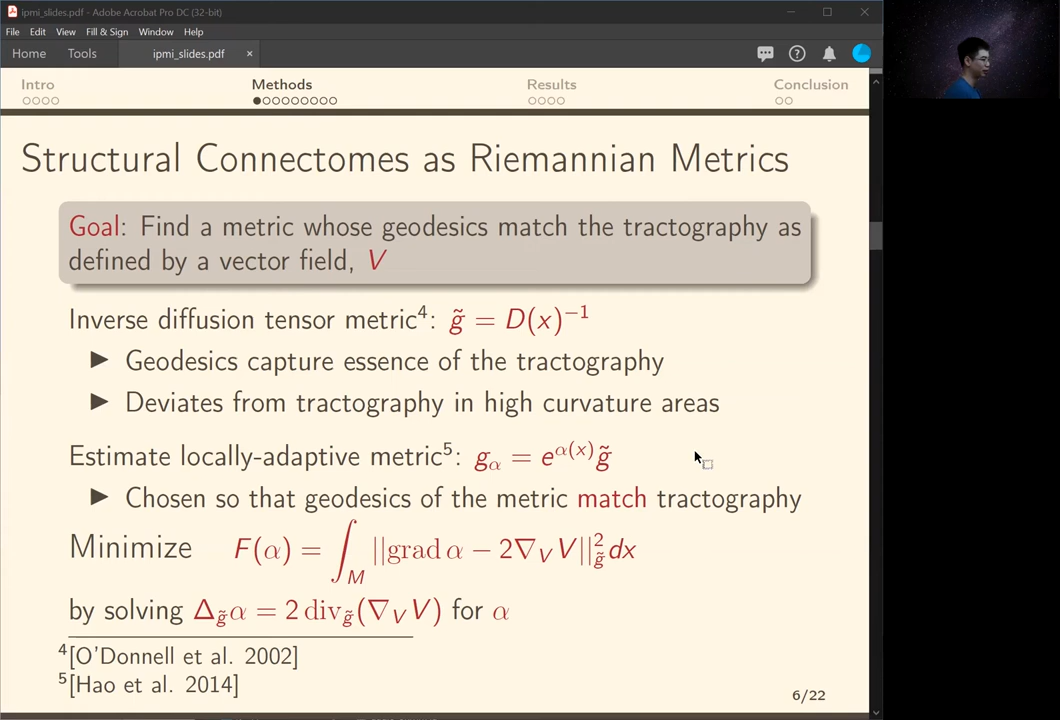 ipmi_slides.pdf - Adobe Acrobat Pro DC (32-bit)
File Edit View Fill & Sign Window Help
Home Tools ipmi_slides.pdf ×
Intro Methods Results Conclusion
Structural Connectomes as Riemannian Metrics
Goal: Find a metric whose geodesics match the tractography as
defined by a vector field, V
Inverse diffusion tensor metric⁴: g̃ = D(x)⁻¹
▶ Geodesics capture essence of the tractography
▶ Deviates from tractography in high curvature areas
Estimate locally-adaptive metric⁵: g_α = e^{α(x)}g̃
▶ Chosen so that geodesics of the metric match tractography
Minimize F(α) = ∫_M ||grad α − 2∇_V V||²_g̃ dx
by solving Δ_g̃ α = 2 div_g̃(∇_V V) for α
⁴[O'Donnell et al. 2002]
⁵[Hao et al. 2014]
6/22